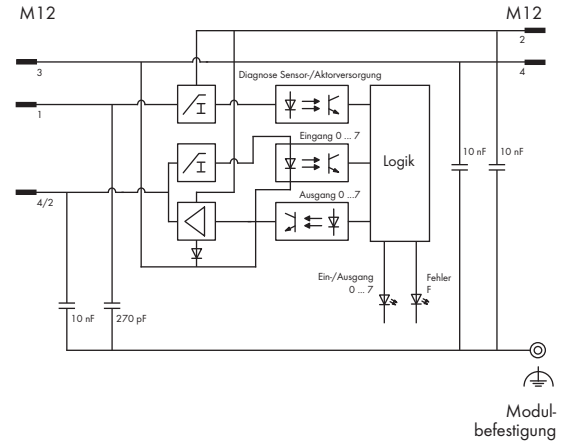 M12
M12
2
3
4
Diagnose Sensor-/Aktorversorgung
1
I
Eingang 0 ... 7
I
Logik
10 nF
10 nF
4/2
Ausgang 0 ...7
Ein-/Ausgang
0 ... 7
Fehler
F
10 nF
270 pF
Modul-
befestigung